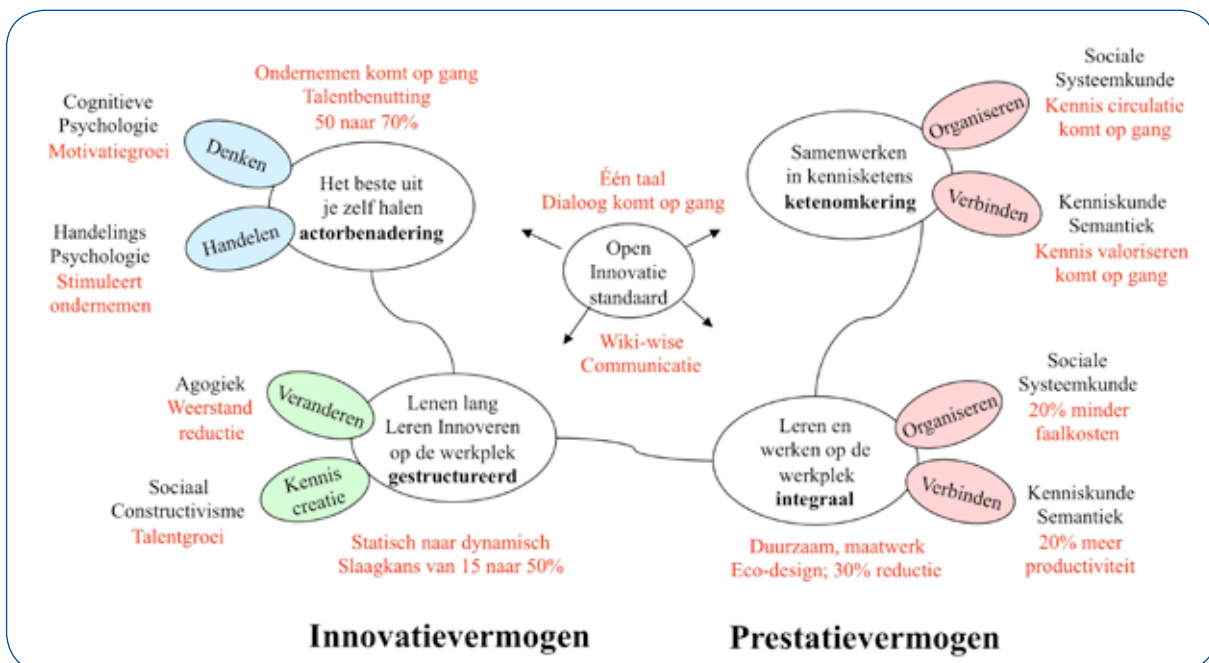 Ondernemen komt op gang
Talentbenutting
50 naar 70%
Cognitieve
Psychologie
Motivatiegroei
Denken
Het beste uit
je zelf halen
actorbenadering
Handelen
Handelings
Psychologie
Stimuleert
ondernemen
Één taal
Dialoog komt op gang
Open
Innovatie
standaard
Wiki-wise
Communicatie
Sociale
Systeemkunde
Kennis circulatie
komt op gang
Organiseren
Samenwerken
in kennisketens
ketenomkering
Verbinden
Kenniskunde
Semantiek
Kennis valoriseren
komt op gang
Agogiek
Weerstand
reductie
Veranderen
Lenen lang
Leren Innoveren
op de werkplek
gestructureerd
Kennis
creatie
Sociaal
Constructivisme
Talentgroei
Statisch naar dynamisch
Slaagkans van 15 naar 50%
Sociale
Systeemkunde
20% minder
faalkosten
Organiseren
Leren en
werken op de
werkplek
integraal
Verbinden
Kenniskunde
Semantiek
20% meer
productiviteit
Duurzaam, maatwerk
Eco-design; 30% reductie
Innovatievermogen
Prestatievermogen